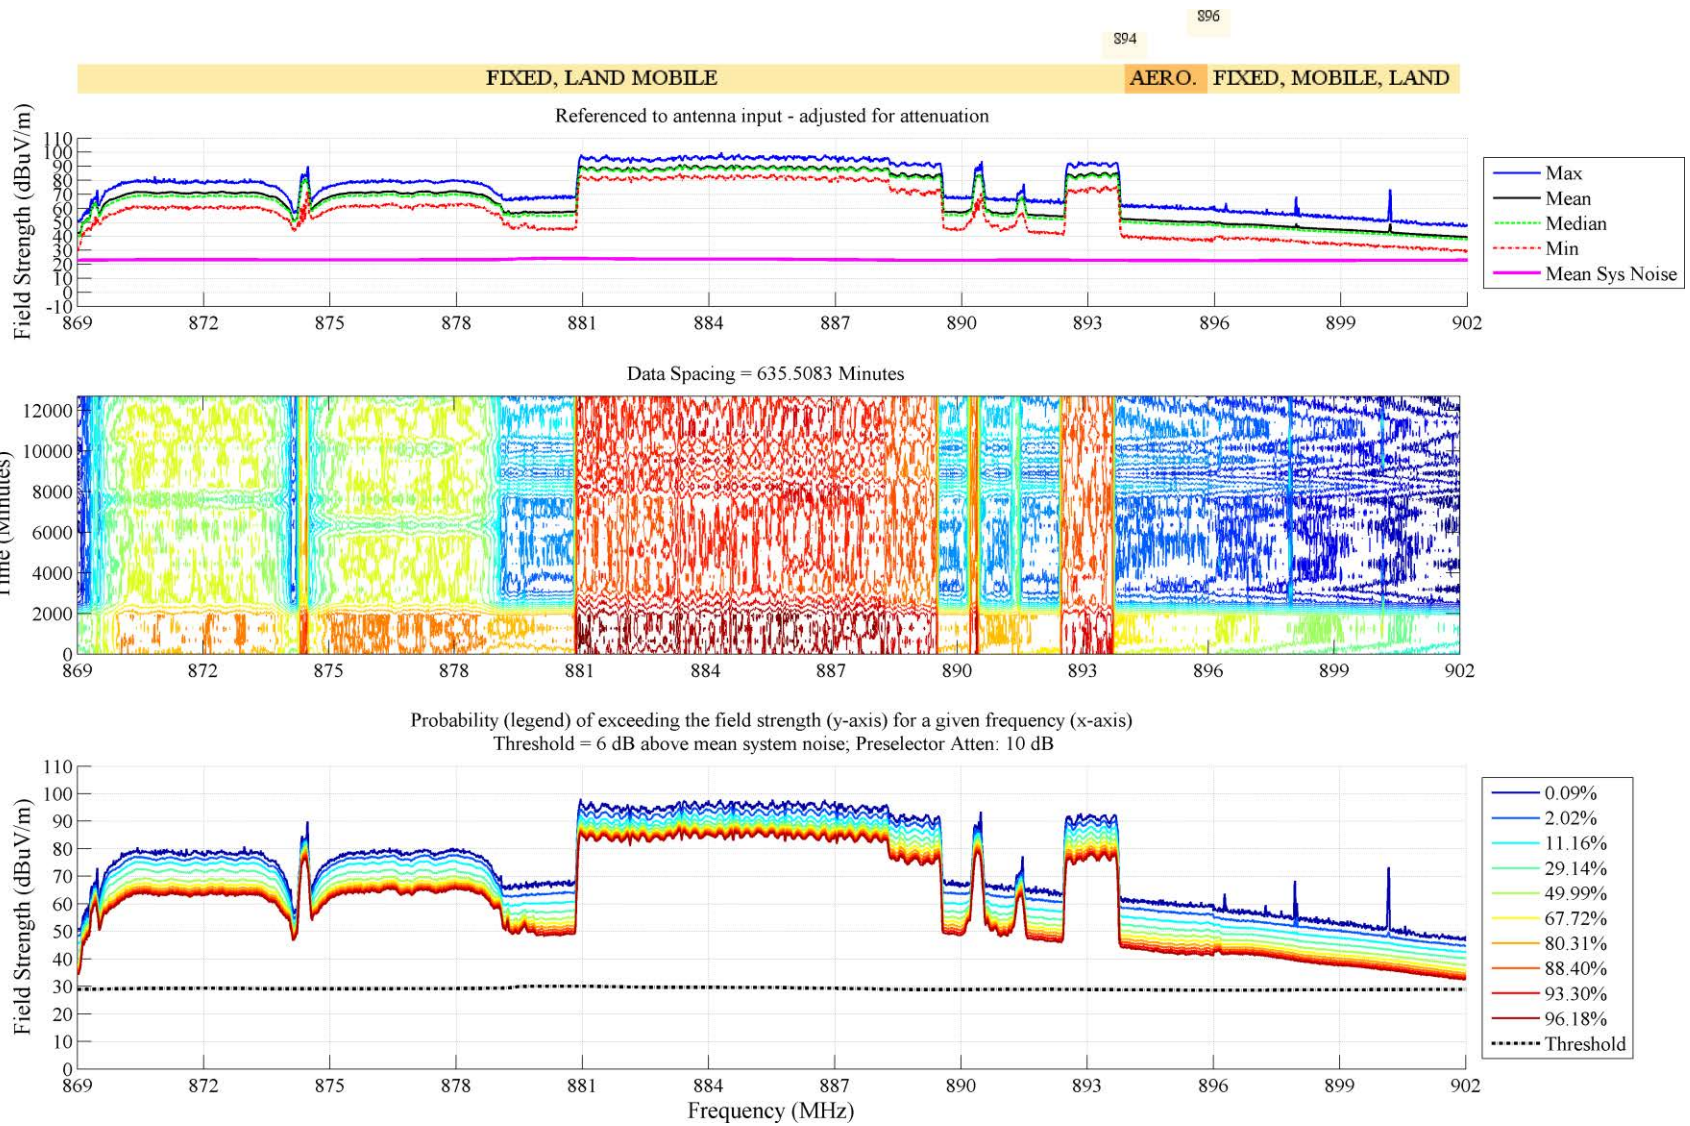 896
894
FIXED, LAND MOBILE AERO. FIXED, MOBILE, LAND
Referenced to antenna input - adjusted for attenuation
Field Strength (dBuV/m)
110
100
90
80
70
60
50
40
30
20
10
0
-10
869 872 875 878 881 884 887 890 893 896 899 902
Max
Mean
Median
Min
Mean Sys Noise
Data Spacing = 635.5083 Minutes
Time (Minutes)
12000
10000
8000
6000
4000
2000
0
869 872 875 878 881 884 887 890 893 896 899 902
Probability (legend) of exceeding the field strength (y-axis) for a given frequency (x-axis)
Threshold = 6 dB above mean system noise; Preselector Atten: 10 dB
Field Strength (dBuV/m)
110
100
90
80
70
60
50
40
30
20
10
0
869 872 875 878 881 884 887 890 893 896 899 902
Frequency (MHz)
0.09%
2.02%
11.16%
29.14%
49.99%
67.72%
80.31%
88.40%
93.30%
96.18%
Threshold